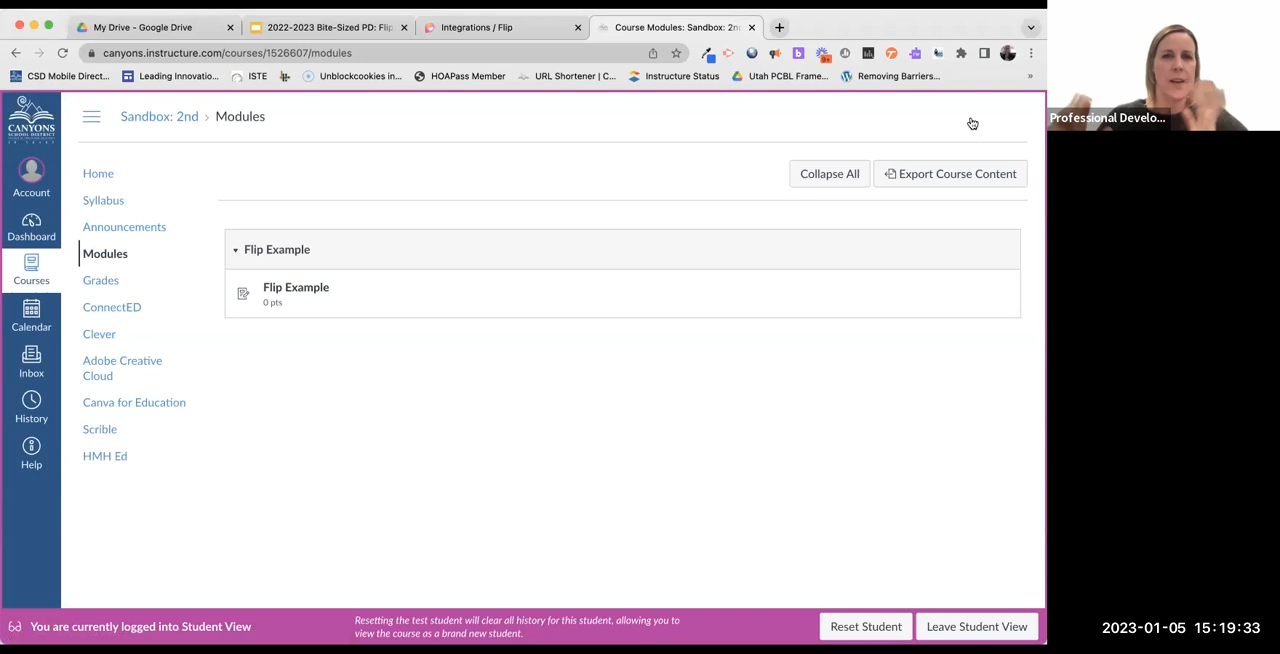 My Drive - Google Drive
2022-2023 Bite-Sized PD: Flip
Integrations / Flip
Course Modules: Sandbox: 2nd
canyons.instructure.com/courses/1526607/modules
CSD Mobile Direct...
Leading Innovatio...
ISTE
Unblockcookies in...
HOAPass Member
URL Shortener | C...
Instructure Status
Utah PCBL Frame...
Removing Barriers...
»
CANYONS
SCHOOL DISTRICT
Account
Dashboard
Courses
Calendar
Inbox
History
Help
Sandbox: 2nd › Modules
Home
Syllabus
Announcements
Modules
Grades
ConnectED
Clever
Adobe Creative
Cloud
Canva for Education
Scrible
HMH Ed
Collapse All
Export Course Content
Flip Example
Flip Example
0 pts
You are currently logged into Student View
Resetting the test student will clear all history for this student, allowing you to
view the course as a brand new student.
Reset Student
Leave Student View
Professional Develo...
2023-01-05 15:19:33